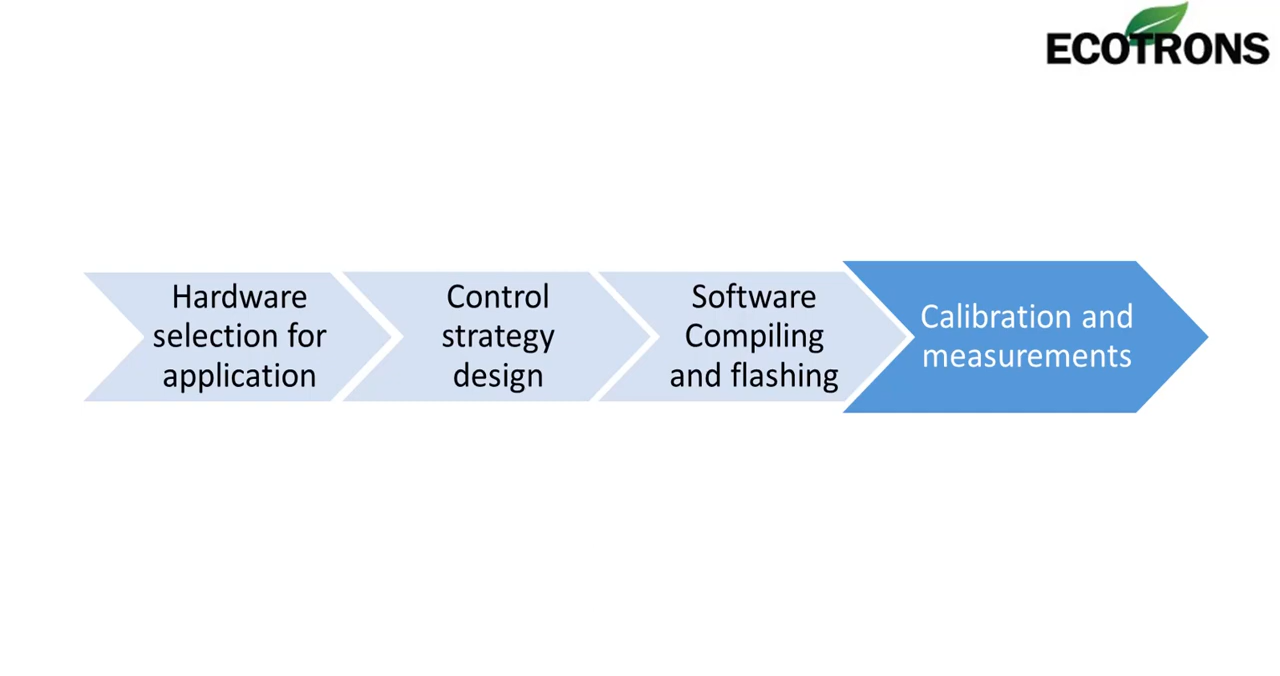 ECOTRONS
Hardware
selection for
application
Control
strategy
design
Software
Compiling
and flashing
Calibration and
measurements